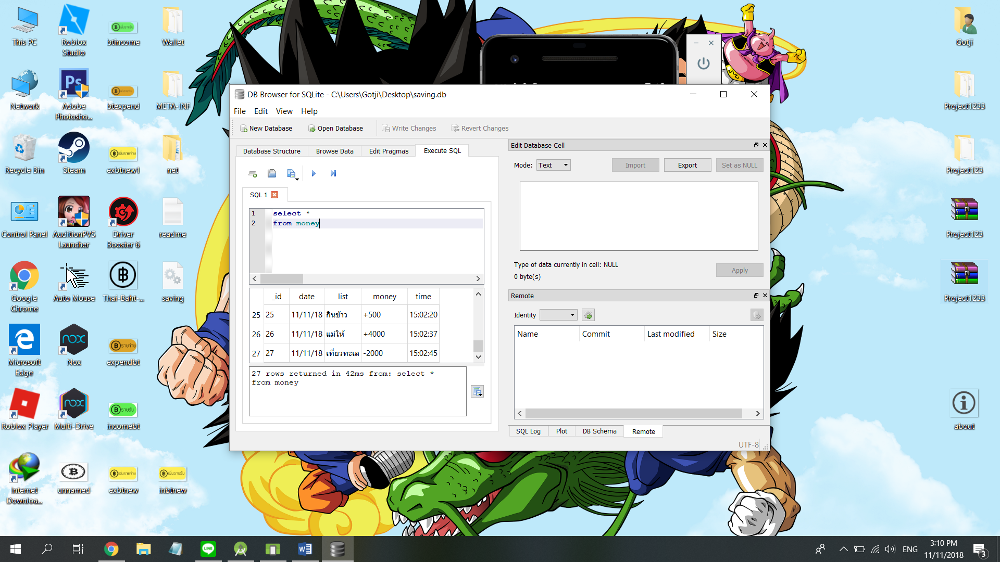 This PC
Roblox
Studio
btincome
Wallet
Gotji
Network
Ps
Adobe
Photosho...
btexpend
META-INF
Project1233
Recycle Bin
Steam
exbtnew1
net
Project123
Control Panel
AuditionPVS
Launcher
Driver
Booster 6
readme
Project123
Google
Chrome
Auto Mouse
Thai-Baht-...
saving
Project1233
Microsoft
Edge
nox
Nox
expendbt
Roblox Player
nox
Multi-Drive
incomebt
about
Internet
Downloa...
unnamed
exbtnew
inbtnew
DB Browser for SQLite - C:\Users\Gotji\Desktop\saving.db
File Edit View Help
New Database Open Database Write Changes Revert Changes
Database Structure Browse Data Edit Pragmas Execute SQL
SQL 1
1 select *
2 from money
_id date list money time
25 25 11/11/18 กินข้าว +500 15:02:20
26 26 11/11/18 แม่ให้ +4000 15:02:37
27 27 11/11/18 เที่ยวทะเล -2000 15:02:45
27 rows returned in 42ms from: select *
from money
Edit Database Cell
Mode: Text Import Export Set as NULL
Type of data currently in cell: NULL
0 byte(s)
Apply
Remote
Identity
Name Commit Last modified Size
SQL Log Plot DB Schema Remote
UTF-8
LINE
ENG
3:10 PM
11/11/2018
3